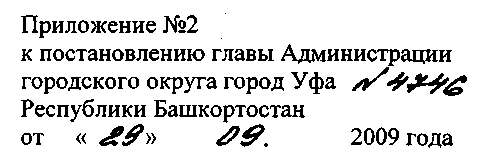 Приложение №2
к постановлению главы Администрации
городского округа город Уфа № 4746
Республики Башкортостан
от « 29 » 09. 2009 года